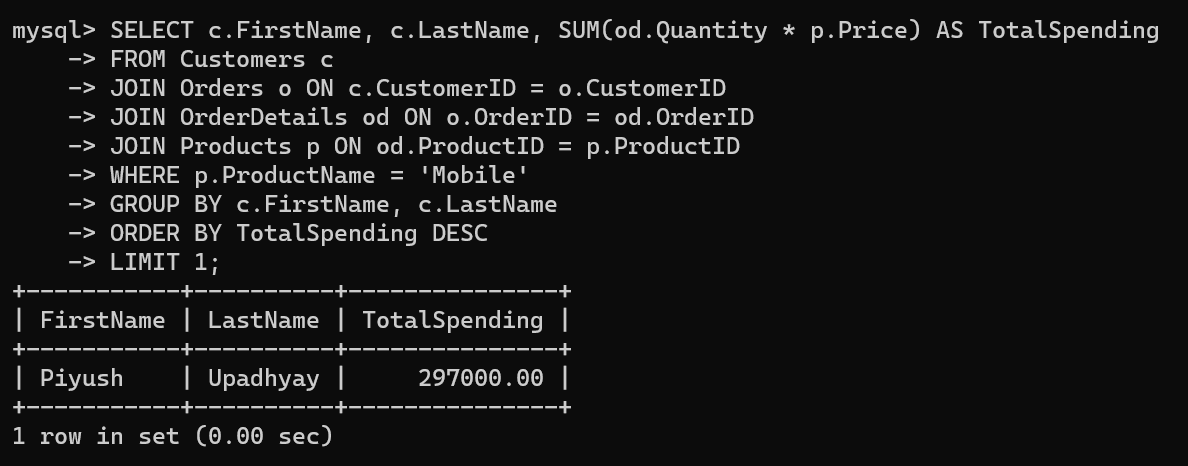 mysql> SELECT c.FirstName, c.LastName, SUM(od.Quantity * p.Price) AS TotalSpending
    -> FROM Customers c
    -> JOIN Orders o ON c.CustomerID = o.CustomerID
    -> JOIN OrderDetails od ON o.OrderID = od.OrderID
    -> JOIN Products p ON od.ProductID = p.ProductID
    -> WHERE p.ProductName = 'Mobile'
    -> GROUP BY c.FirstName, c.LastName
    -> ORDER BY TotalSpending DESC
    -> LIMIT 1;
+-----------+----------+---------------+
| FirstName | LastName | TotalSpending |
+-----------+----------+---------------+
| Piyush    | Upadhyay |     297000.00 |
+-----------+----------+---------------+
1 row in set (0.00 sec)